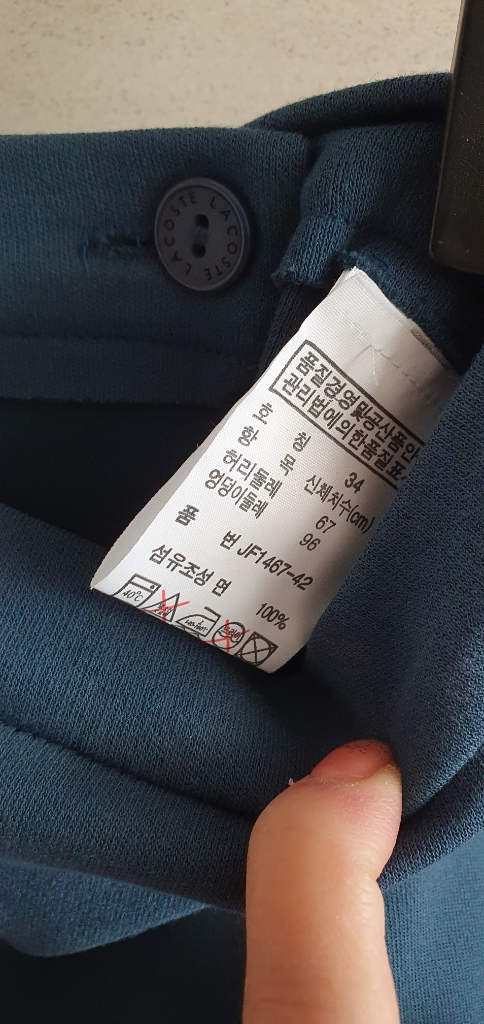 LACOSTE LACOSTE
품질경영및공산품안
관리법에의한품질표
호 칭 34
항 목 신체치수(cm)
허리둘레 67
엉덩이둘레 96
품 번 JF1467-42
섬유조성 면 100%
40℃